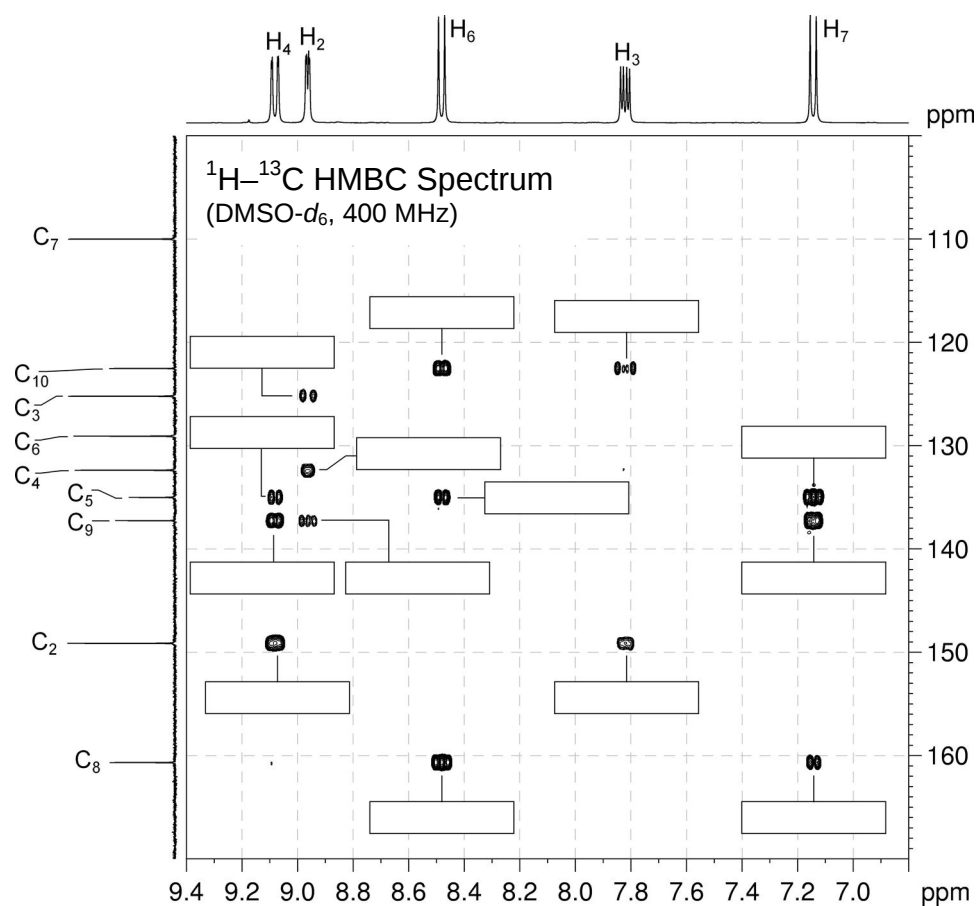 H₄ H₂ H₆ H₃ H₇
ppm
¹H–¹³C HMBC Spectrum
(DMSO-d₆, 400 MHz)
C₇
110
120
C₁₀
C₃
C₆
130
C₄
C₅
C₉
140
C₂
150
C₈
160
9.4 9.2 9.0 8.8 8.6 8.4 8.2 8.0 7.8 7.6 7.4 7.2 7.0 ppm